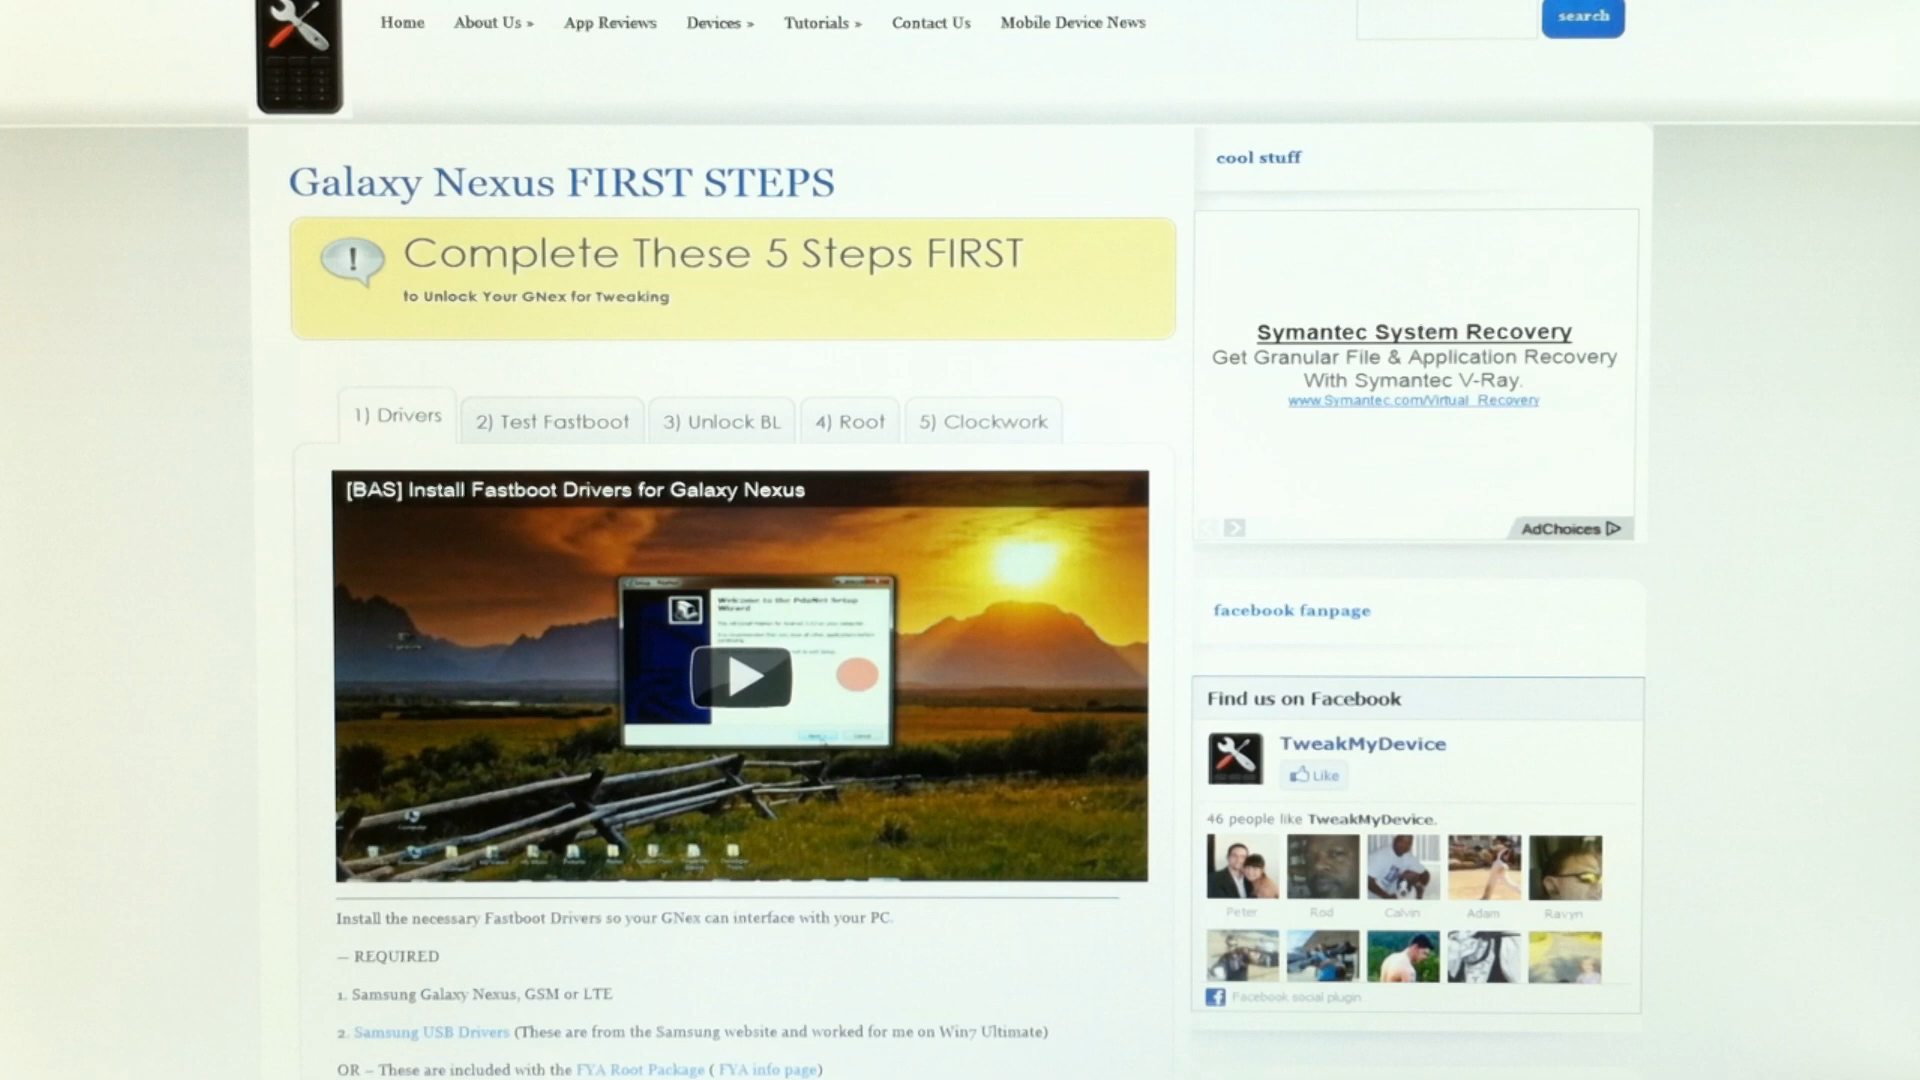 Home About Us » App Reviews Devices » Tutorials » Contact Us Mobile Device News
search
Galaxy Nexus FIRST STEPS
! Complete These 5 Steps FIRST
to Unlock Your GNex for Tweaking
1) Drivers 2) Test Fastboot 3) Unlock BL 4) Root 5) Clockwork
[BAS] Install Fastboot Drivers for Galaxy Nexus
Welcome to the PdaNet Setup
Wizard
Install the necessary Fastboot Drivers so your GNex can interface with your PC.
— REQUIRED
1. Samsung Galaxy Nexus, GSM or LTE
2. Samsung USB Drivers (These are from the Samsung website and worked for me on Win7 Ultimate)
OR – These are included with the FYA Root Package ( FYA info page)
cool stuff
Symantec System Recovery
Get Granular File & Application Recovery
With Symantec V-Ray.
www.Symantec.com/Virtual_Recovery
AdChoices
facebook fanpage
Find us on Facebook
TweakMyDevice
Like
46 people like TweakMyDevice.
Peter Rod Calvin Adam Ravyn
Facebook social plugin